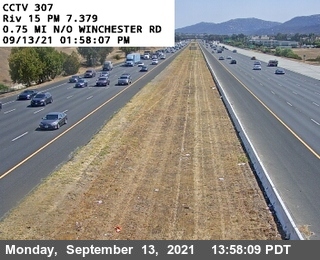 CCTV 307
Riv 15 PM 7.379
0.75 MI N/O WINCHESTER RD
09/13/21 01:58:07 PM
Monday, September 13, 2021 13:58:09 PDT